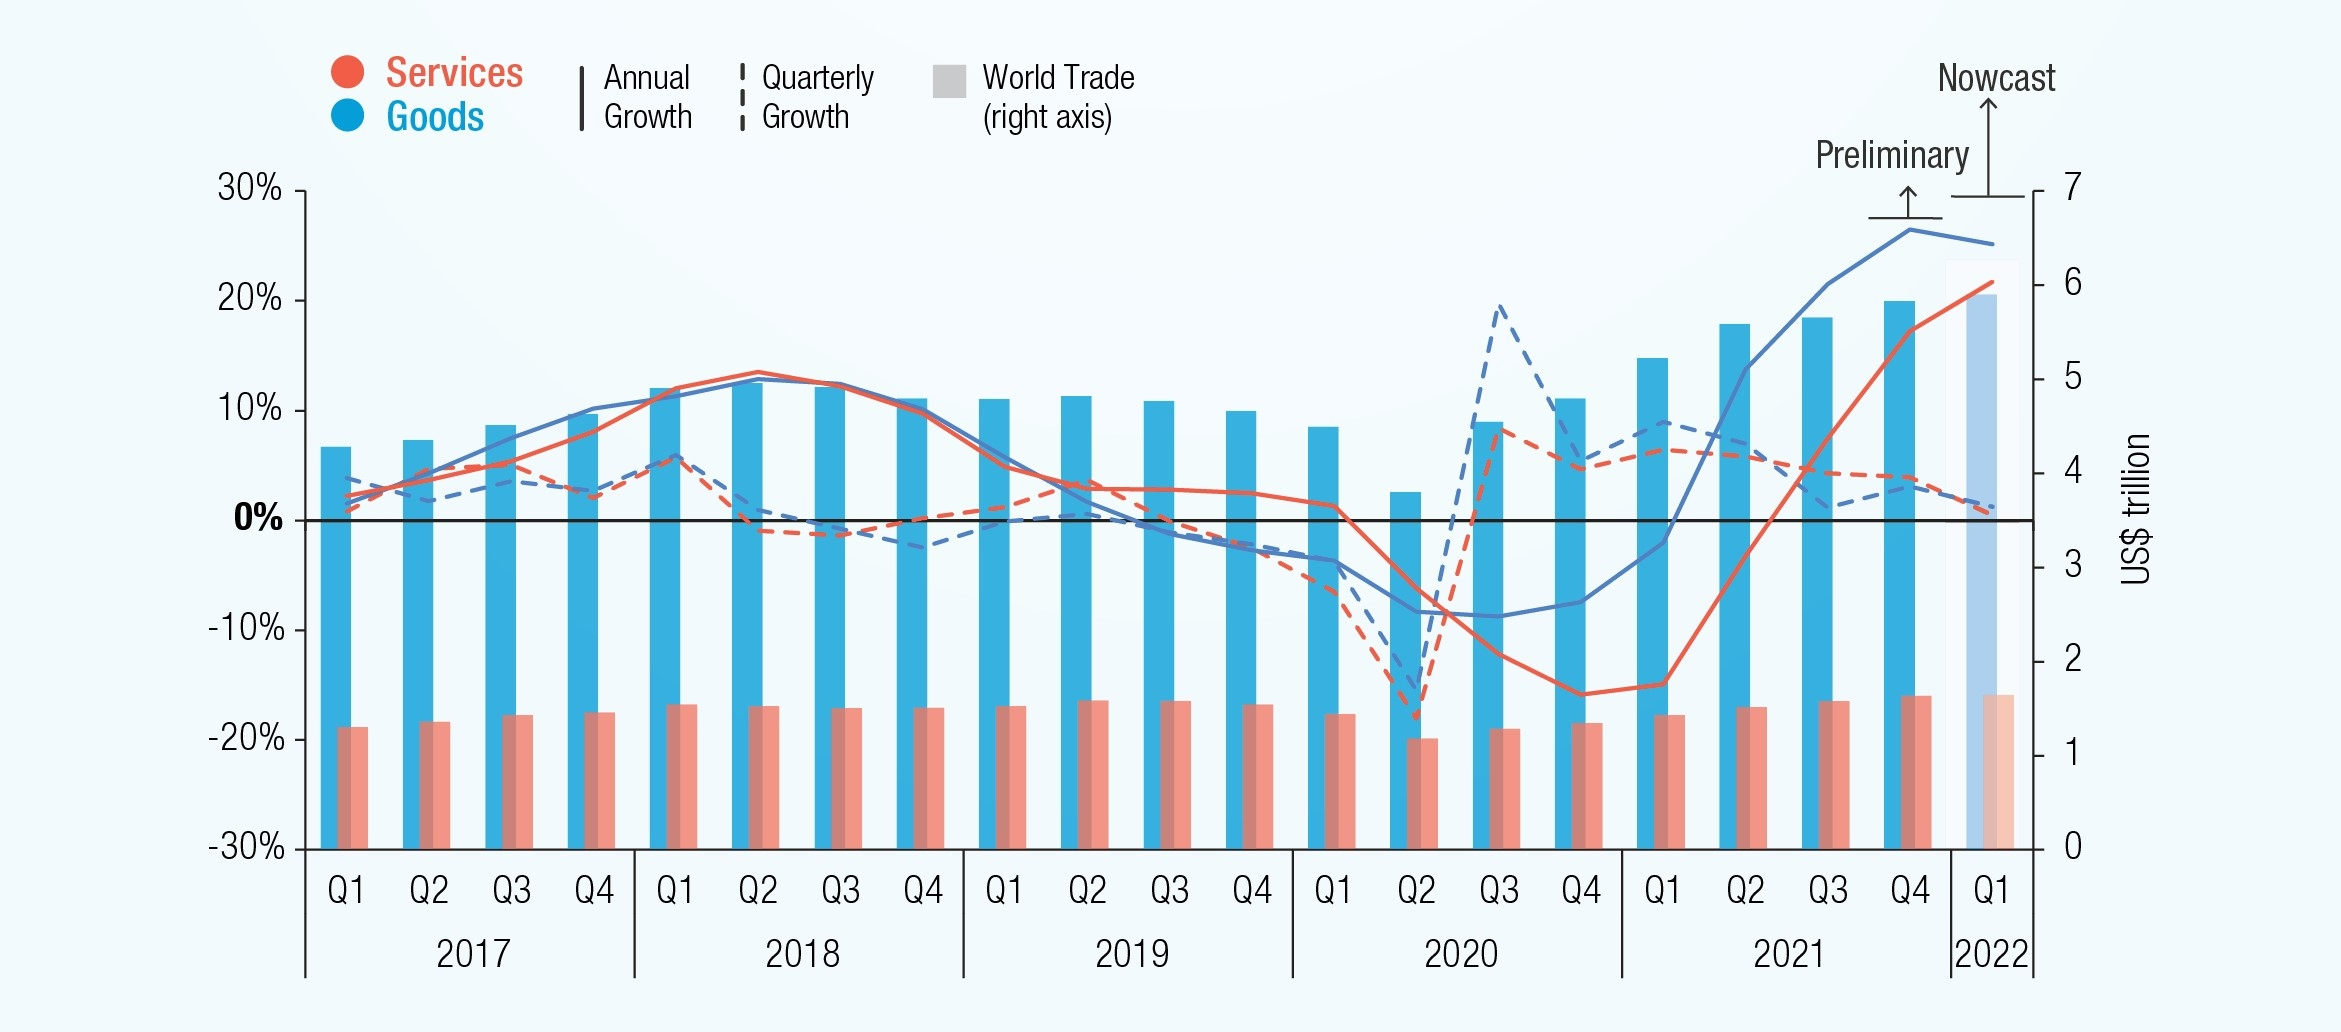 Services
Goods
Annual
Growth
Quarterly
Growth
World Trade
(right axis)
Nowcast
Preliminary
30%
20%
10%
0%
-10%
-20%
-30%
7
6
5
4
3
2
1
0
US$ trillion
Q1 Q2 Q3 Q4 Q1 Q2 Q3 Q4 Q1 Q2 Q3 Q4 Q1 Q2 Q3 Q4 Q1 Q2 Q3 Q4 Q1
2017 2018 2019 2020 2021 2022